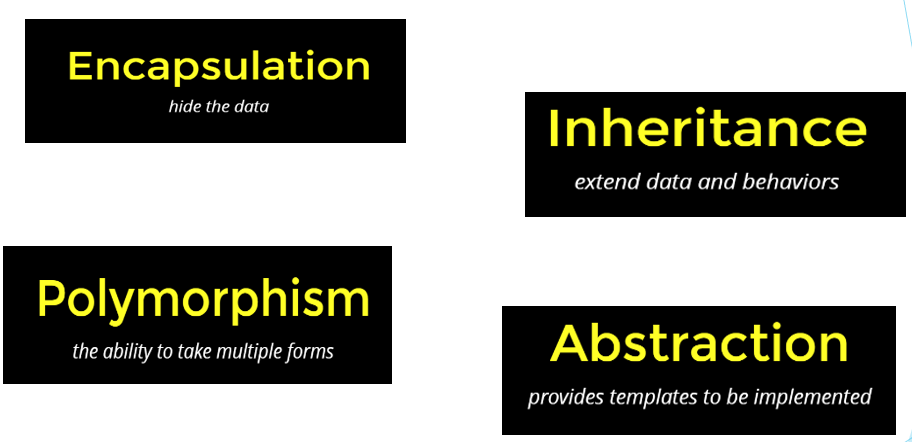 Encapsulation
hide the data
Inheritance
extend data and behaviors
Polymorphism
the ability to take multiple forms
Abstraction
provides templates to be implemented